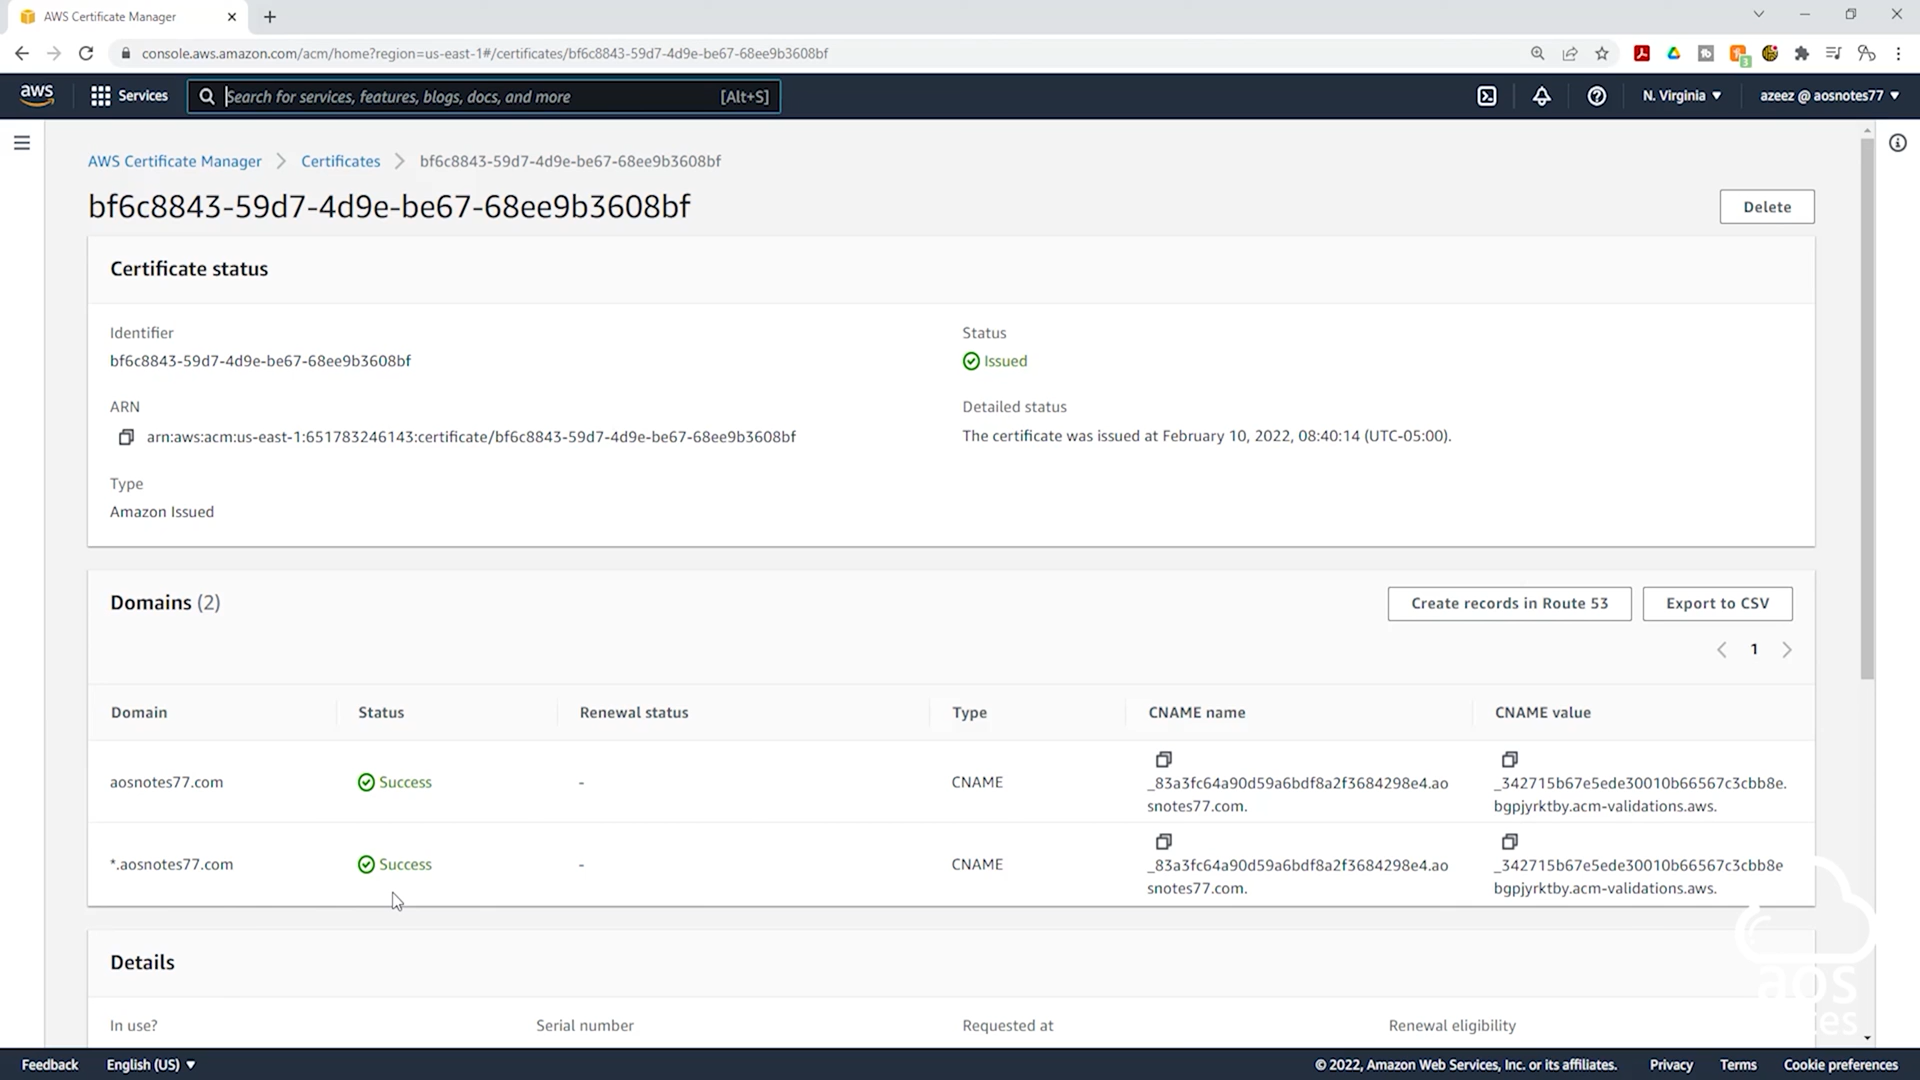 AWS Certificate Manager
console.aws.amazon.com/acm/home?region=us-east-1#/certificates/bf6c8843-59d7-4d9e-be67-68ee9b3608bf
aws
Services
Search for services, features, blogs, docs, and more
[Alt+S]
N. Virginia
azeez @ aosnotes77
AWS Certificate Manager
Certificates
bf6c8843-59d7-4d9e-be67-68ee9b3608bf
bf6c8843-59d7-4d9e-be67-68ee9b3608bf
Delete
Certificate status
Identifier
bf6c8843-59d7-4d9e-be67-68ee9b3608bf
Status
Issued
ARN
arn:aws:acm:us-east-1:651783246143:certificate/bf6c8843-59d7-4d9e-be67-68ee9b3608bf
Detailed status
The certificate was issued at February 10, 2022, 08:40:14 (UTC-05:00).
Type
Amazon Issued
Domains (2)
Create records in Route 53
Export to CSV
1
Domain
Status
Renewal status
Type
CNAME name
CNAME value
aosnotes77.com
Success
-
CNAME
_83a3fc64a90d59a6bdf8a2f3684298e4.ao
snotes77.com.
_342715b67e5ede30010b66567c3cbb8e.
bgpjyrktby.acm-validations.aws.
*.aosnotes77.com
Success
-
CNAME
_83a3fc64a90d59a6bdf8a2f3684298e4.ao
snotes77.com.
_342715b67e5ede30010b66567c3cbb8e
bgpjyrktby.acm-validations.aws.
Details
aos
In use?
Serial number
Requested at
Renewal eligibility
Feedback
English (US)
© 2022, Amazon Web Services, Inc. or its affiliates.
Privacy
Terms
Cookie preferences